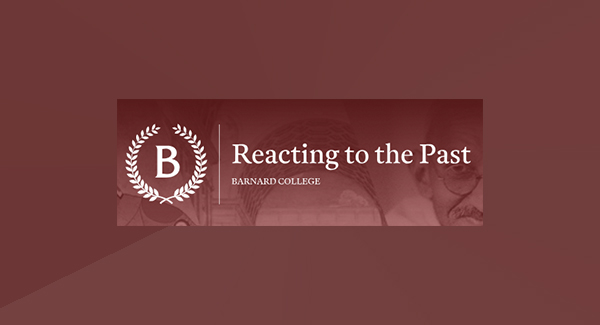 B
Reacting to the Past
BARNARD COLLEGE